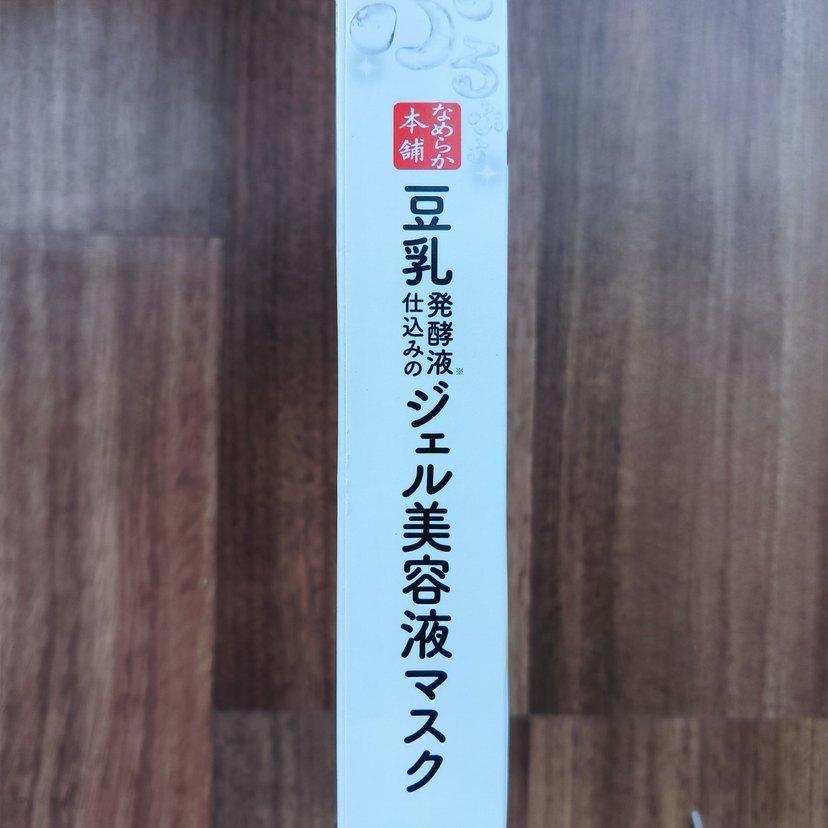 なめらか
本舗
豆乳
発酵液※
仕込みの
ジェル美容液マスク